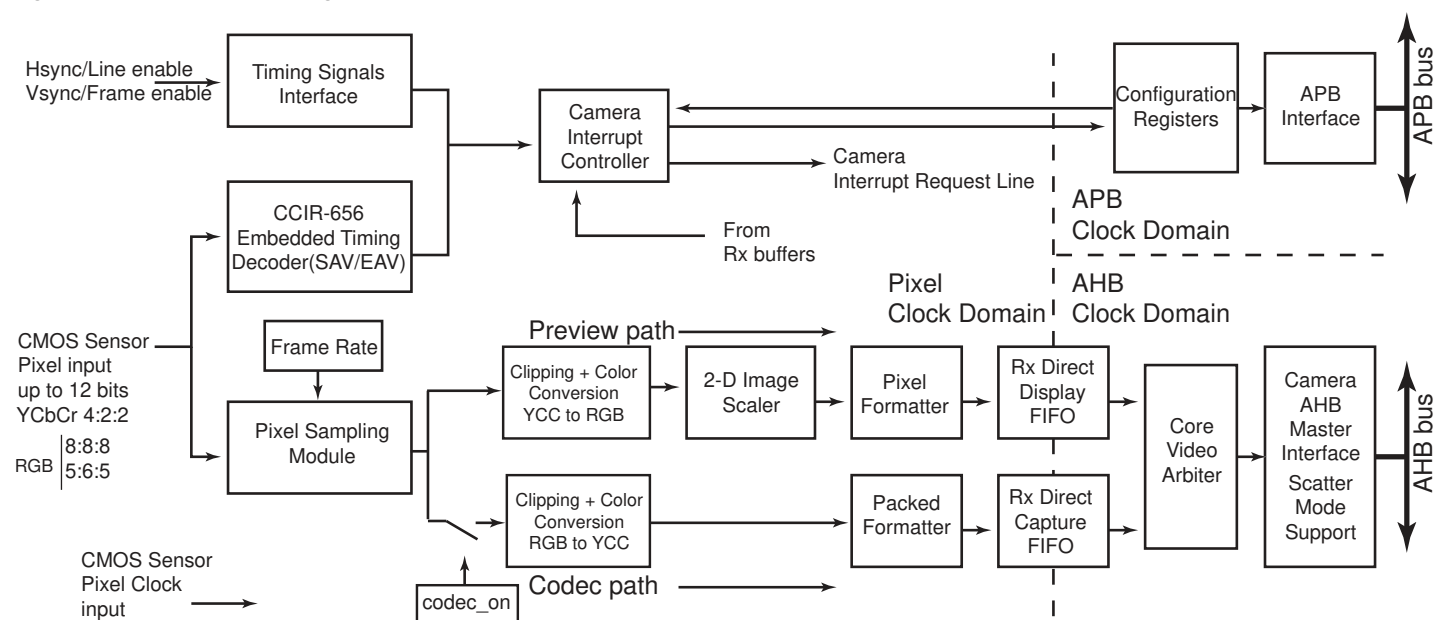 Hsync/Line enable
Vsync/Frame enable
Timing Signals
Interface
Camera
Interrupt
Controller
Configuration
Registers
APB
Interface
APB bus
Camera
Interrupt Request Line
CCIR-656
Embedded Timing
Decoder(SAV/EAV)
From
Rx buffers
APB
Clock Domain
Pixel
Clock Domain
AHB
Clock Domain
CMOS Sensor
Pixel input
up to 12 bits
YCbCr 4:2:2
RGB
8:8:8
5:6:5
Frame Rate
Pixel Sampling
Module
Preview path
Clipping + Color
Conversion
YCC to RGB
2-D Image
Scaler
Pixel
Formatter
Rx Direct
Display
FIFO
Core
Video
Arbiter
Camera
AHB
Master
Interface
Scatter
Mode
Support
AHB bus
Clipping + Color
Conversion
RGB to YCC
Packed
Formatter
Rx Direct
Capture
FIFO
CMOS Sensor
Pixel Clock
input
codec_on
Codec path